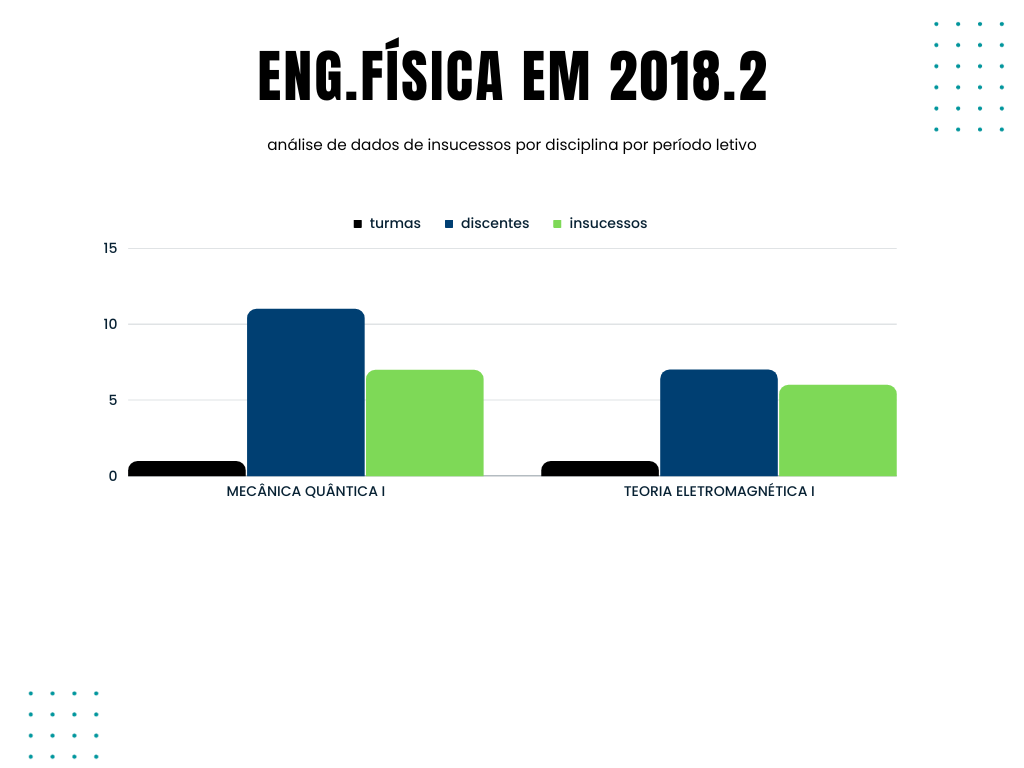 ENG.FÍSICA EM 2018.2
análise de dados de insucessos por disciplina por período letivo
turmas discentes insucessos
15
10
5
0
MECÂNICA QUÂNTICA I TEORIA ELETROMAGNÉTICA I